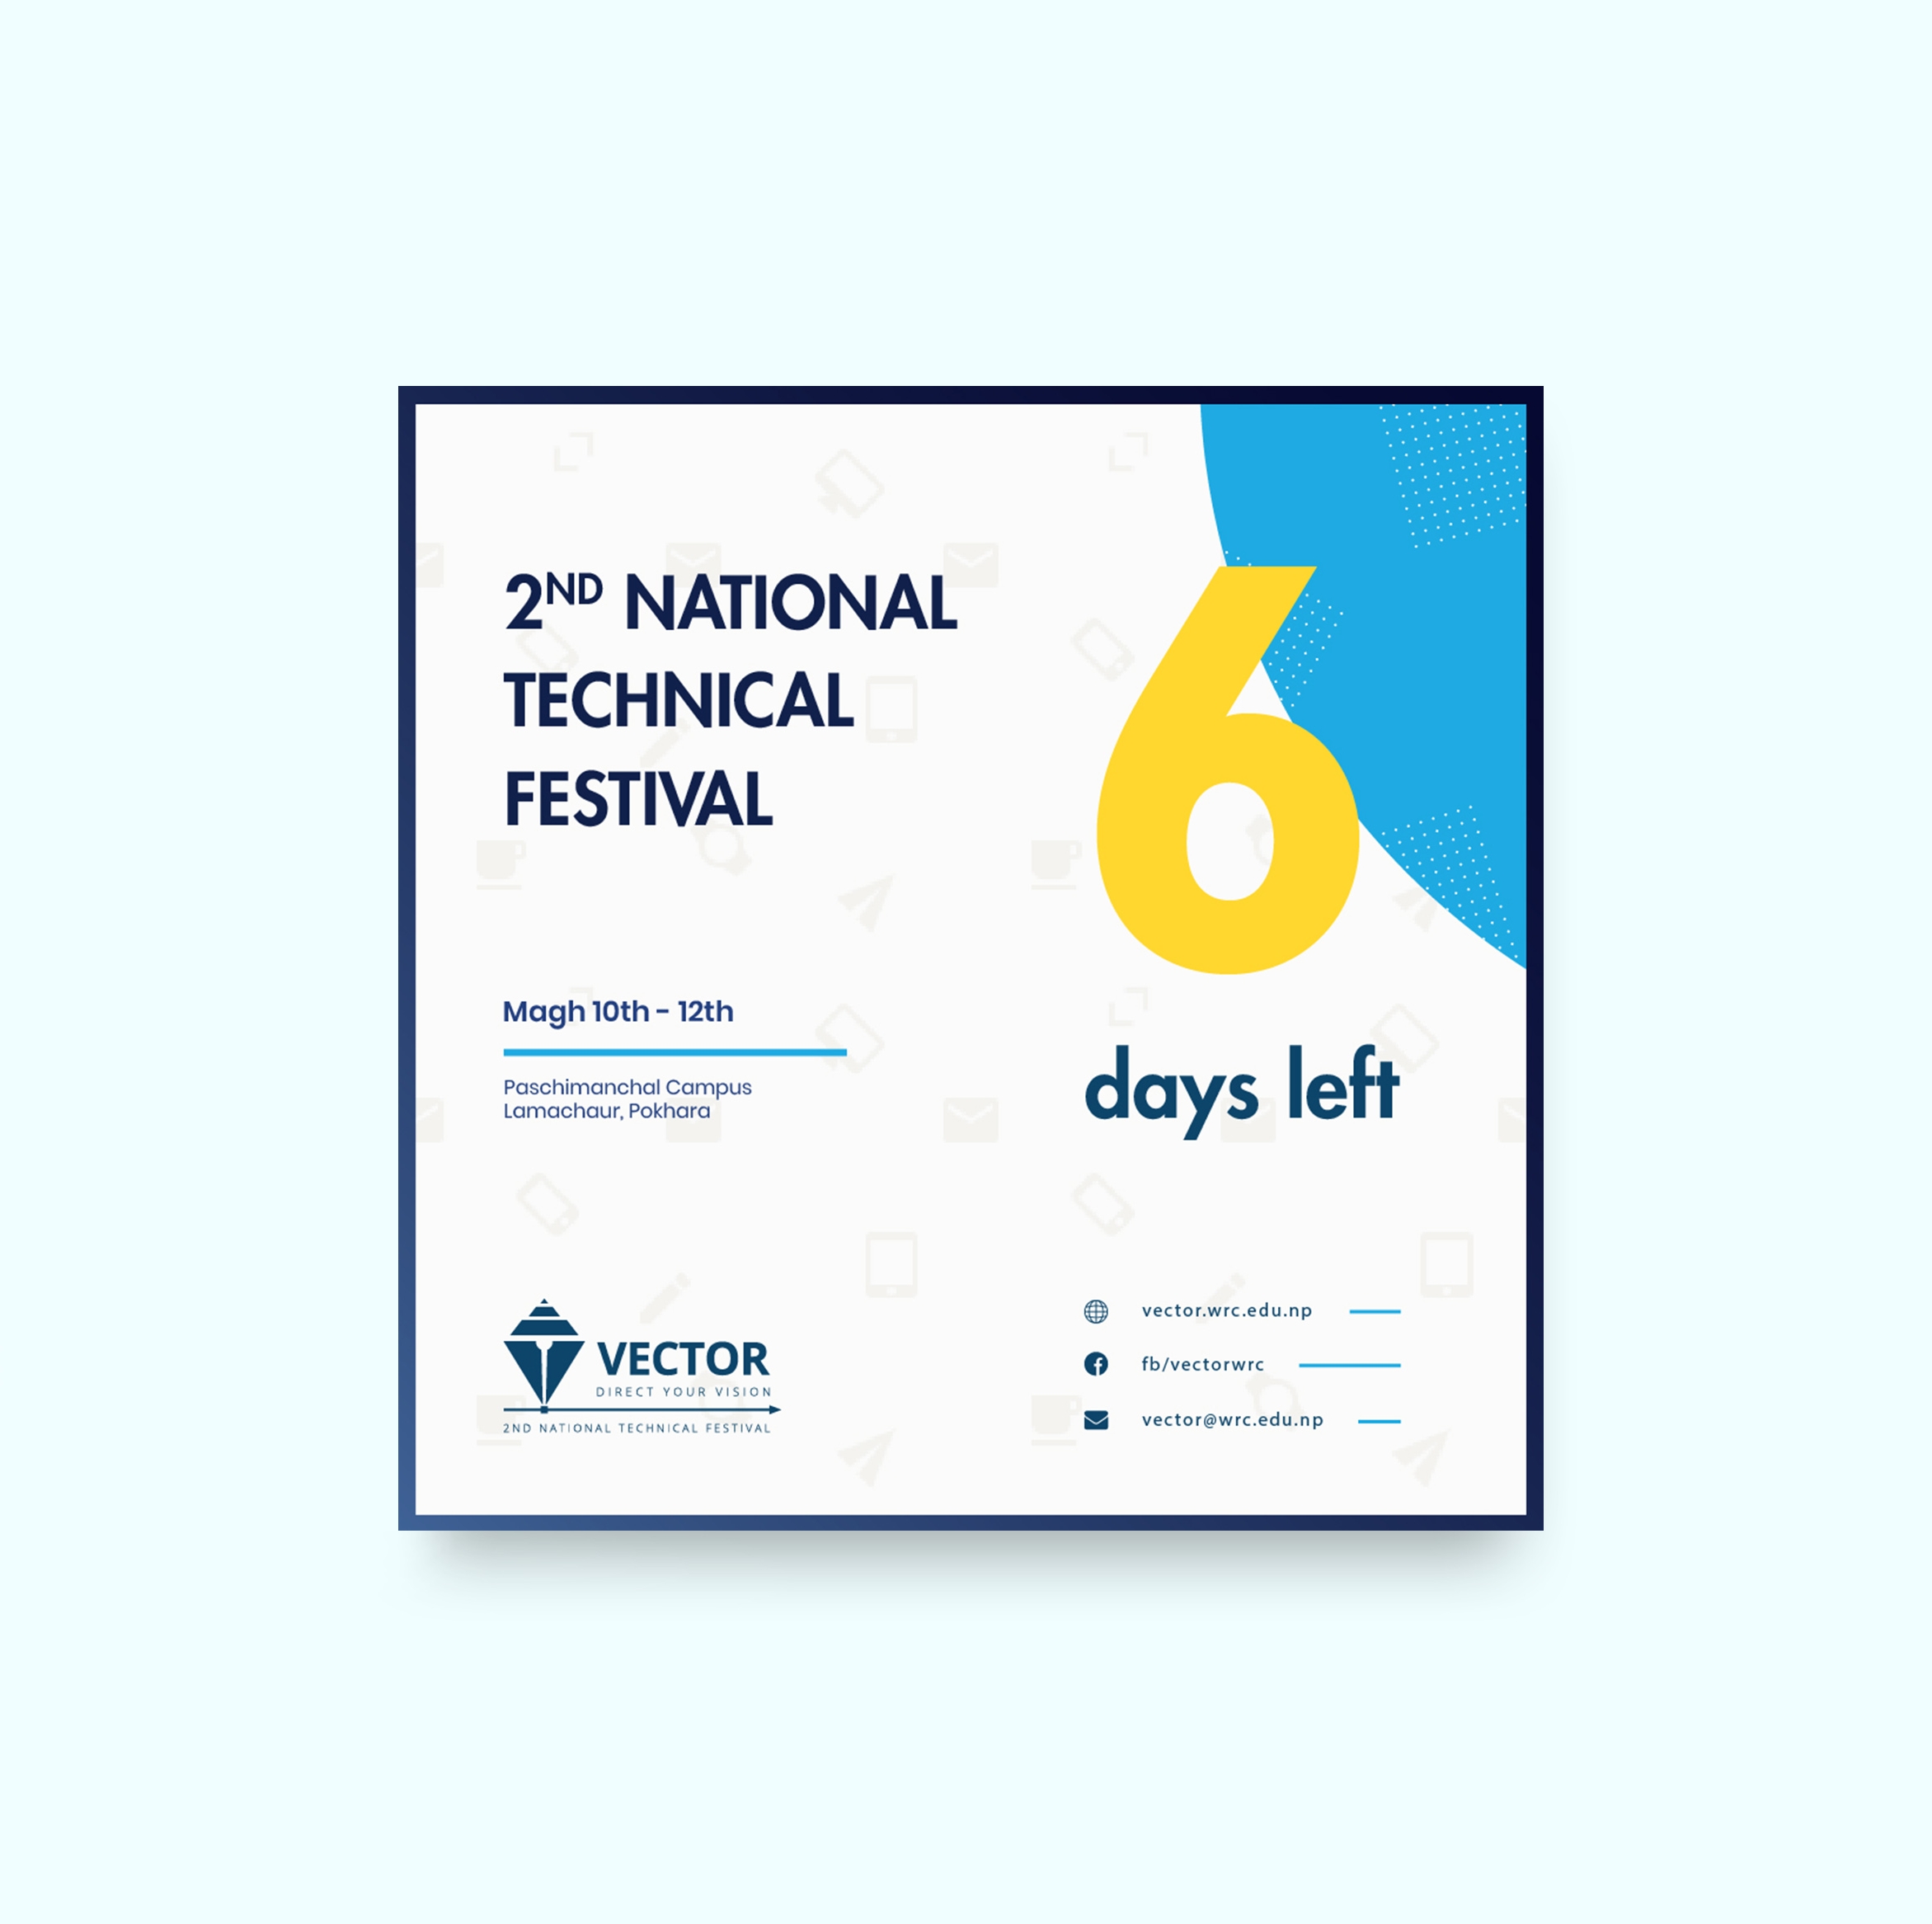 2ND NATIONAL
TECHNICAL
FESTIVAL
6
days left
Magh 10th - 12th
Paschimanchal Campus
Lamachaur, Pokhara
VECTOR
DIRECT YOUR VISION
2ND NATIONAL TECHNICAL FESTIVAL
vector.wrc.edu.np
fb/vectorwrc
vector@wrc.edu.np